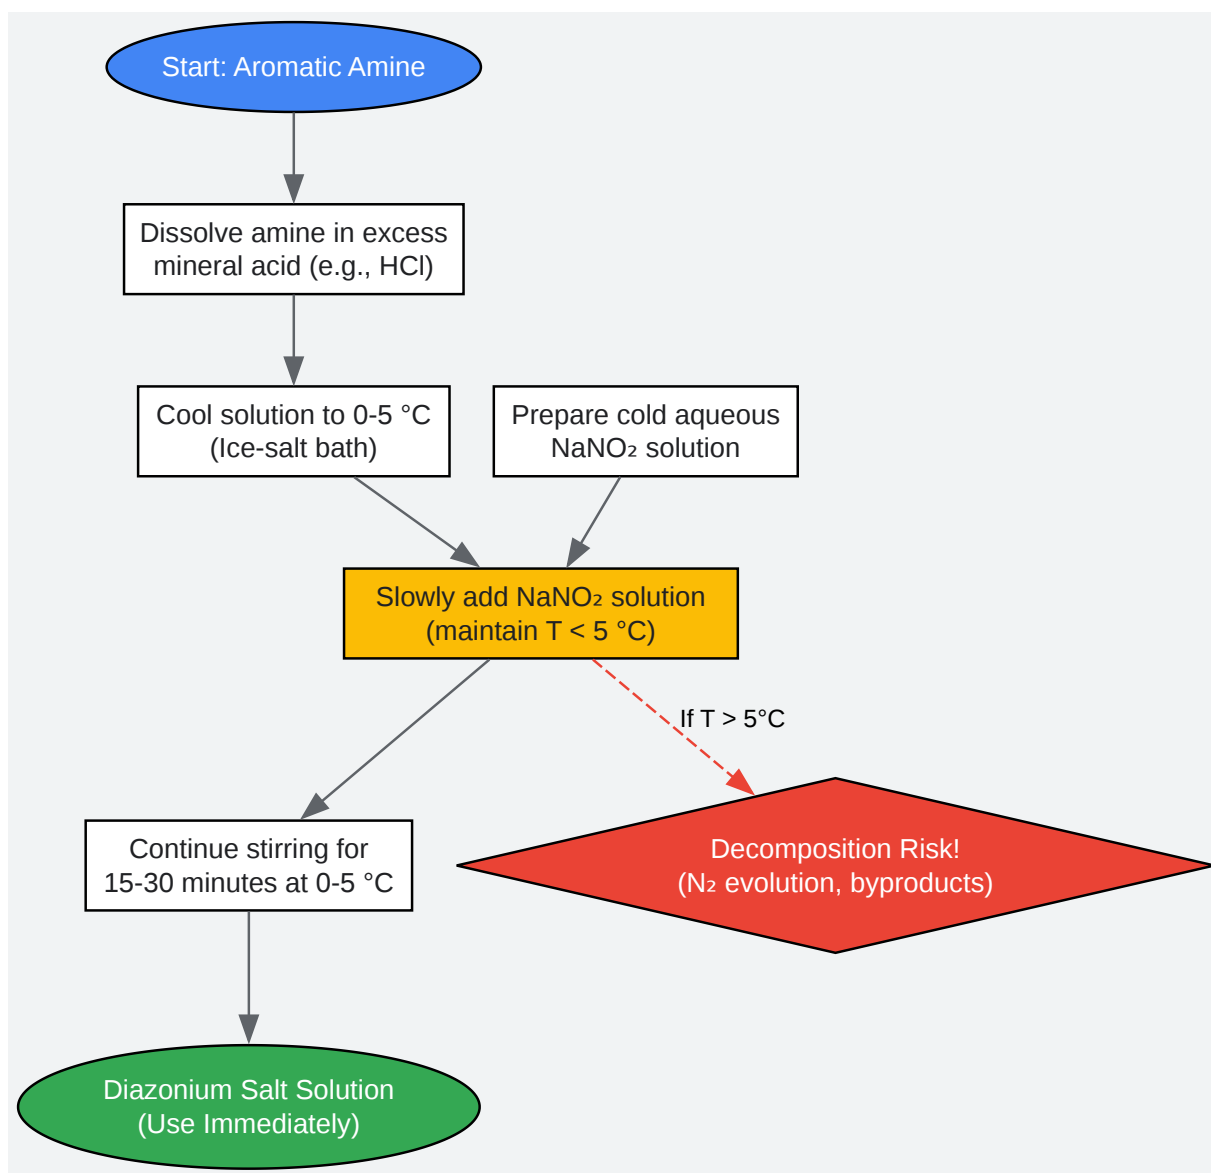 Start: Aromatic Amine
Dissolve amine in excess
mineral acid (e.g., HCl)
Cool solution to 0-5 °C
(Ice-salt bath)
Prepare cold aqueous
NaNO₂ solution
Slowly add NaNO₂ solution
(maintain T < 5 °C)
If T > 5°C
Continue stirring for
15-30 minutes at 0-5 °C
Decomposition Risk!
(N₂ evolution, byproducts)
Diazonium Salt Solution
(Use Immediately)